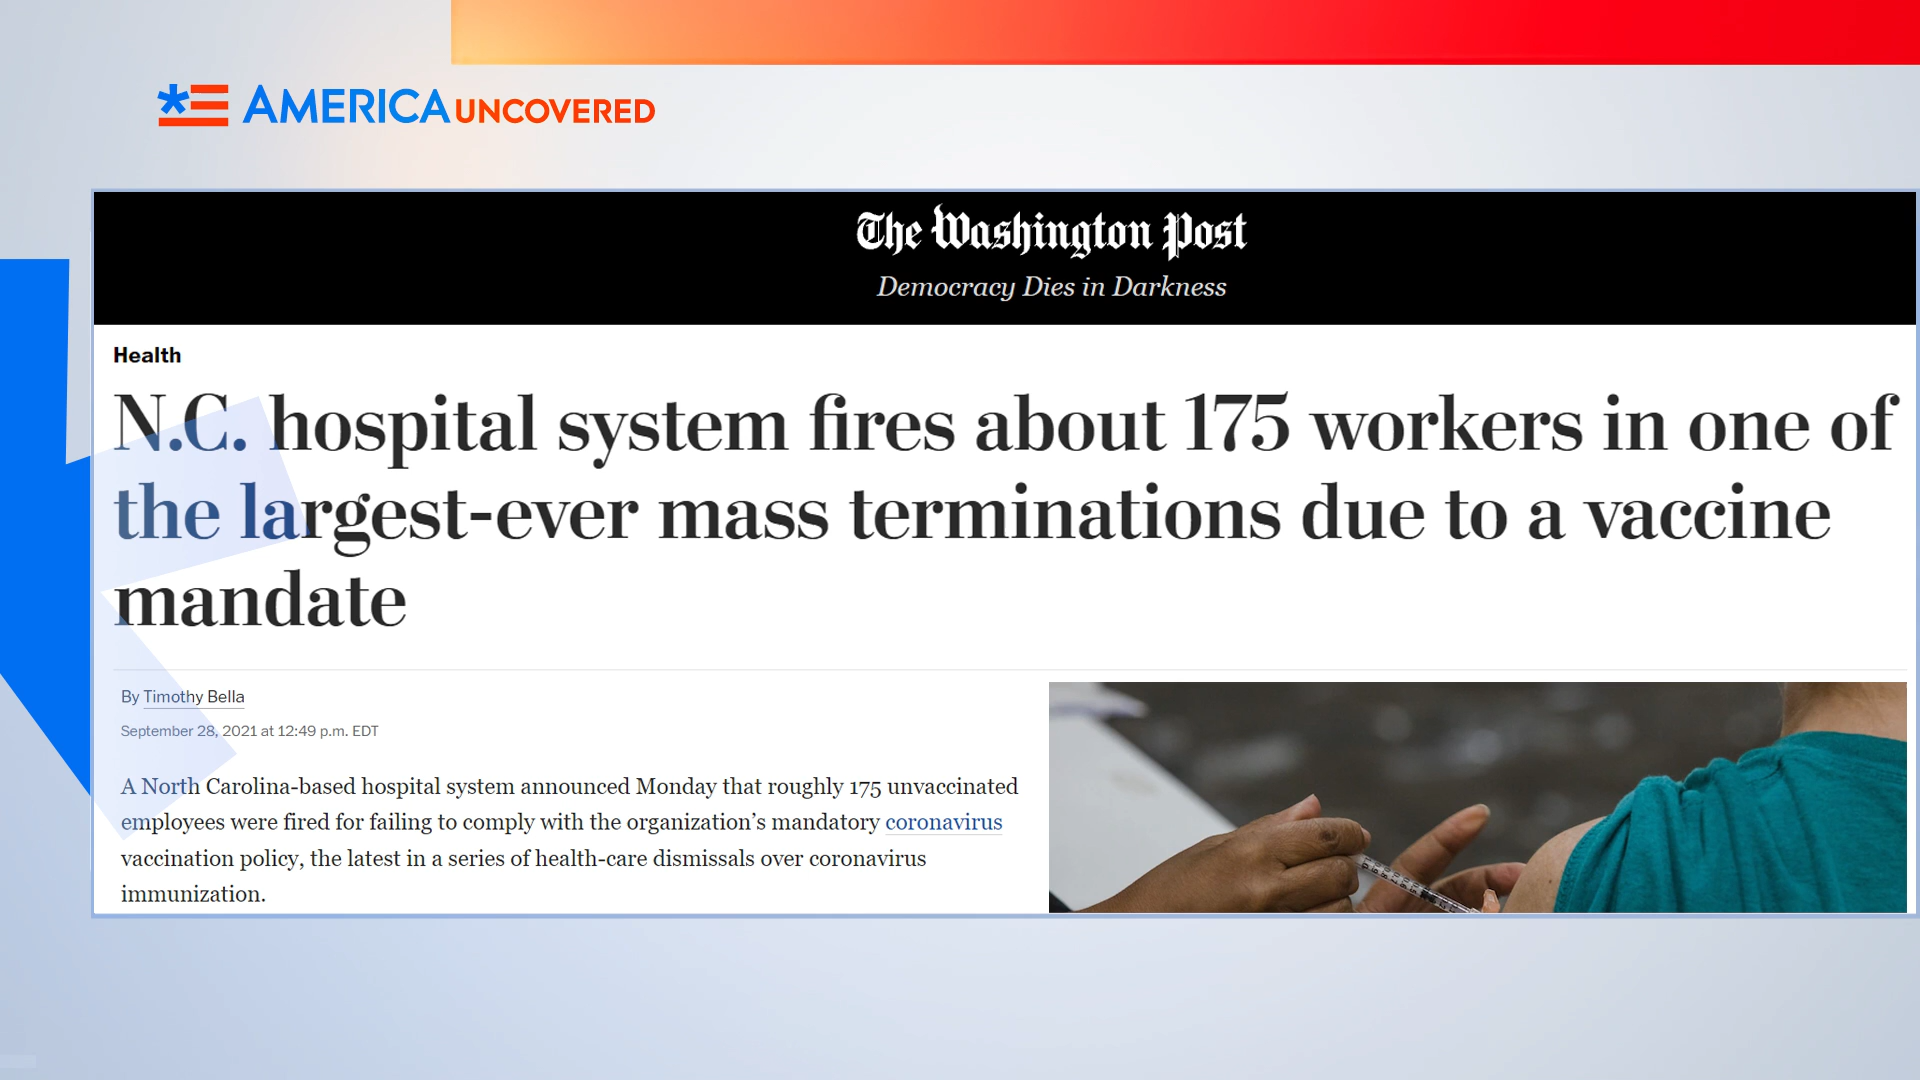 AMERICA UNCOVERED
The Washington Post
Democracy Dies in Darkness
Health
N.C. hospital system fires about 175 workers in one of
the largest-ever mass terminations due to a vaccine
mandate
By Timothy Bella
September 28, 2021 at 12:49 p.m. EDT
A North Carolina-based hospital system announced Monday that roughly 175 unvaccinated
employees were fired for failing to comply with the organization’s mandatory coronavirus
vaccination policy, the latest in a series of health-care dismissals over coronavirus
immunization.